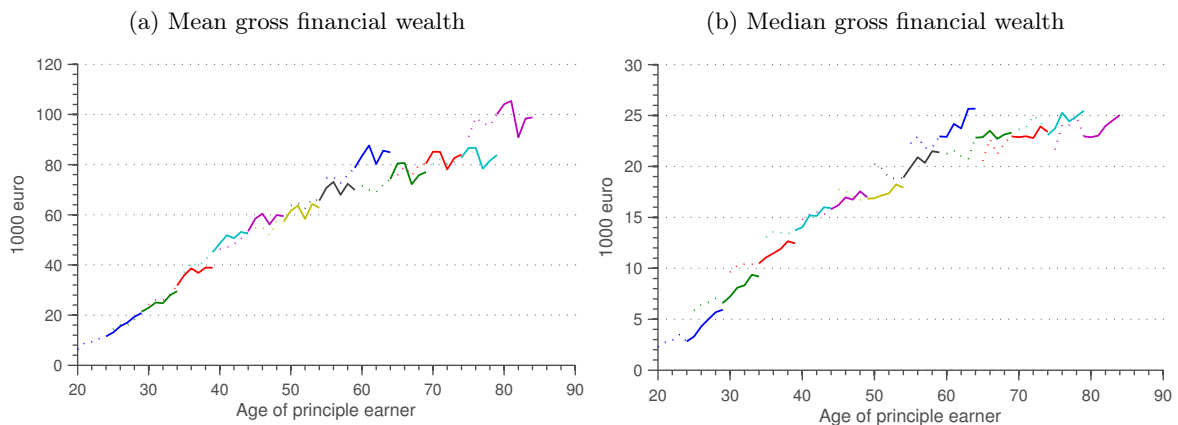 (a) Mean gross financial wealth
120
100
80
60
40
20
0
1000 euro
20 30 40 50 60 70 80 90
Age of principle earner
(b) Median gross financial wealth
30
25
20
15
10
5
0
1000 euro
20 30 40 50 60 70 80 90
Age of principle earner